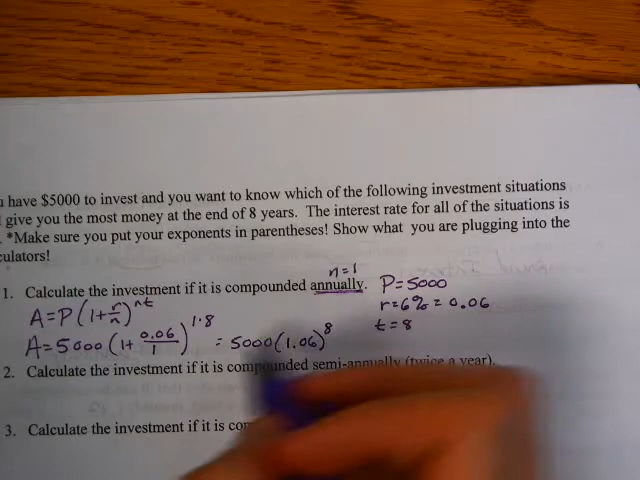 have $5000 to invest and you want to know which of the following investment situations
give you the most money at the end of 8 years. The interest rate for all of the situations is
*Make sure you put your exponents in parentheses! Show what you are plugging into the
culators!
n=1
1. Calculate the investment if it is compounded annually. P=5000
A=P(1+r/n)^nt r=6%=0.06
t=8
A=5000(1+0.06/1)^1·8 = 5000(1.06)^8
2. Calculate the investment if it is compounded semi-annually (twice a year).
3. Calculate the investment if it is